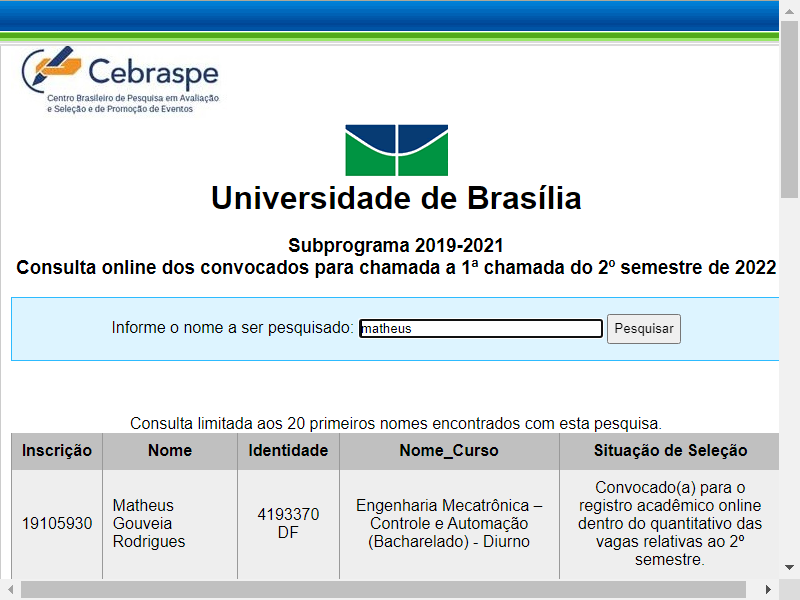 Cebraspe
Centro Brasileiro de Pesquisa em Avaliação
e Seleção e de Promoção de Eventos
Universidade de Brasília
Subprograma 2019-2021
Consulta online dos convocados para chamada a 1ª chamada do 2º semestre de 2022
Informe o nome a ser pesquisado: matheus Pesquisar
Consulta limitada aos 20 primeiros nomes encontrados com esta pesquisa.
Inscrição Nome Identidade Nome_Curso Situação de Seleção
19105930
Matheus
Gouveia
Rodrigues
4193370
DF
Engenharia Mecatrônica –
Controle e Automação
(Bacharelado) - Diurno
Convocado(a) para o
registro acadêmico online
dentro do quantitativo das
vagas relativas ao 2º
semestre.